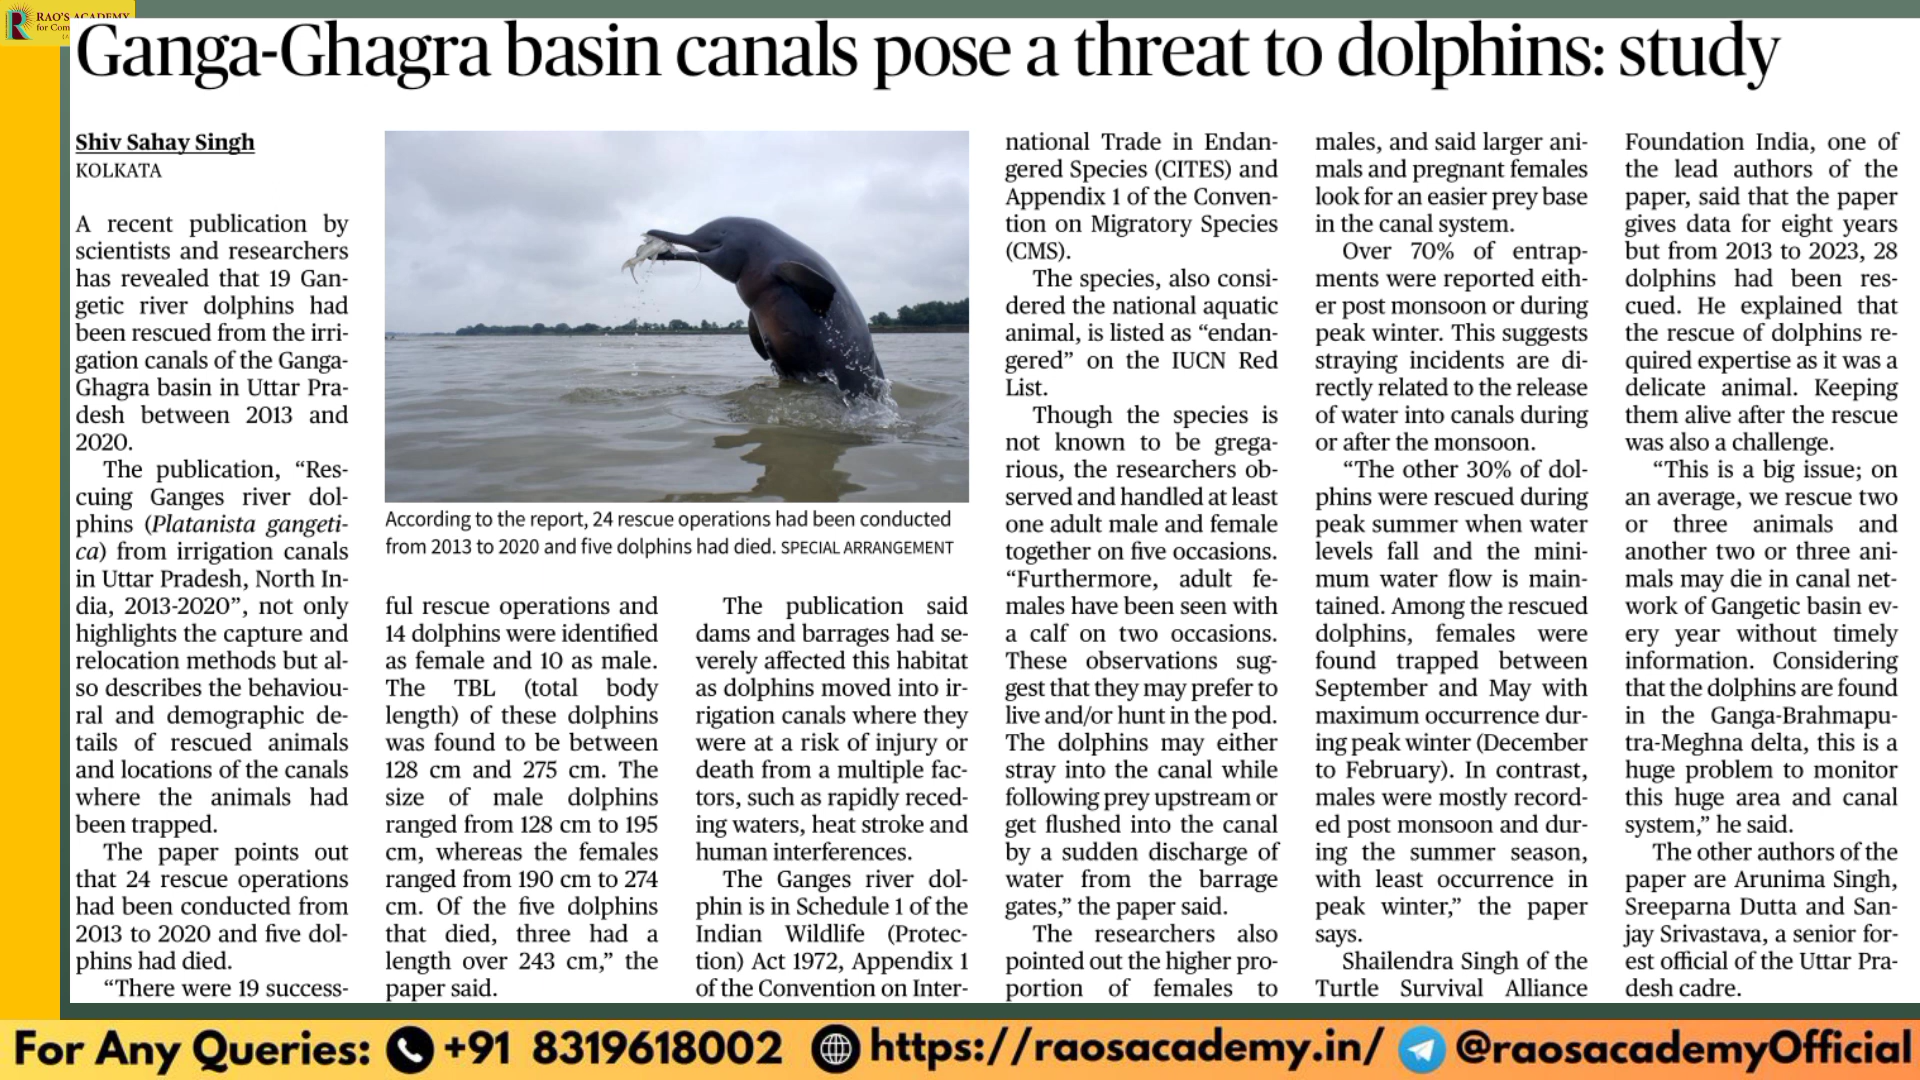 RAO'S ACADEMY
for Com
Ganga-Ghagra basin canals pose a threat to dolphins: study
Shiv Sahay Singh
KOLKATA
A recent publication by
scientists and researchers
has revealed that 19 Gan-
getic river dolphins had
been rescued from the irri-
gation canals of the Ganga-
Ghagra basin in Uttar Pra-
desh between 2013 and
2020.
The publication, “Res-
cuing Ganges river dol-
phins (Platanista gangeti-
ca) from irrigation canals
in Uttar Pradesh, North In-
dia, 2013-2020”, not only
highlights the capture and
relocation methods but al-
so describes the behaviou-
ral and demographic de-
tails of rescued animals
and locations of the canals
where the animals had
been trapped.
The paper points out
that 24 rescue operations
had been conducted from
2013 to 2020 and five dol-
phins had died.
“There were 19 success-
According to the report, 24 rescue operations had been conducted
from 2013 to 2020 and five dolphins had died. SPECIAL ARRANGEMENT
ful rescue operations and
14 dolphins were identified
as female and 10 as male.
The TBL (total body
length) of these dolphins
was found to be between
128 cm and 275 cm. The
size of male dolphins
ranged from 128 cm to 195
cm, whereas the females
ranged from 190 cm to 274
cm. Of the five dolphins
that died, three had a
length over 243 cm,” the
paper said.
The publication said
dams and barrages had se-
verely affected this habitat
as dolphins moved into ir-
rigation canals where they
were at a risk of injury or
death from a multiple fac-
tors, such as rapidly reced-
ing waters, heat stroke and
human interferences.
The Ganges river dol-
phin is in Schedule 1 of the
Indian Wildlife (Protec-
tion) Act 1972, Appendix 1
of the Convention on Inter-
national Trade in Endan-
gered Species (CITES) and
Appendix 1 of the Conven-
tion on Migratory Species
(CMS).
The species, also consi-
dered the national aquatic
animal, is listed as “endan-
gered” on the IUCN Red
List.
Though the species is
not known to be grega-
rious, the researchers ob-
served and handled at least
one adult male and female
together on five occasions.
“Furthermore, adult fe-
males have been seen with
a calf on two occasions.
These observations sug-
gest that they may prefer to
live and/or hunt in the pod.
The dolphins may either
stray into the canal while
following prey upstream or
get flushed into the canal
by a sudden discharge of
water from the barrage
gates,” the paper said.
The researchers also
pointed out the higher pro-
portion of females to
males, and said larger ani-
mals and pregnant females
look for an easier prey base
in the canal system.
Over 70% of entrap-
ments were reported eith-
er post monsoon or during
peak winter. This suggests
straying incidents are di-
rectly related to the release
of water into canals during
or after the monsoon.
“The other 30% of dol-
phins were rescued during
peak summer when water
levels fall and the mini-
mum water flow is main-
tained. Among the rescued
dolphins, females were
found trapped between
September and May with
maximum occurrence dur-
ing peak winter (December
to February). In contrast,
males were mostly record-
ed post monsoon and dur-
ing the summer season,
with least occurrence in
peak winter,” the paper
says.
Shailendra Singh of the
Turtle Survival Alliance
Foundation India, one of
the lead authors of the
paper, said that the paper
gives data for eight years
but from 2013 to 2023, 28
dolphins had been res-
cued. He explained that
the rescue of dolphins re-
quired expertise as it was a
delicate animal. Keeping
them alive after the rescue
was also a challenge.
“This is a big issue; on
an average, we rescue two
or three animals and
another two or three ani-
mals may die in canal net-
work of Gangetic basin ev-
ery year without timely
information. Considering
that the dolphins are found
in the Ganga-Brahmapu-
tra-Meghna delta, this is a
huge problem to monitor
this huge area and canal
system,” he said.
The other authors of the
paper are Arunima Singh,
Sreeparna Dutta and San-
jay Srivastava, a senior for-
est official of the Uttar Pra-
desh cadre.
For Any Queries: +91 8319618002 https://raosacademy.in/ @raosacademyOfficial